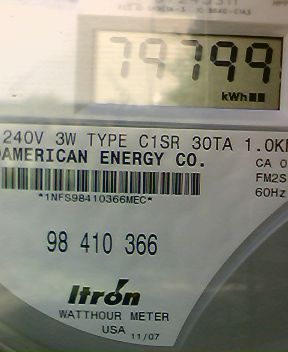 79799
kWh
240V 3W TYPE C1SR 30TA 1.0K
AMERICAN ENERGY CO.
CA 0
FM2S
60Hz
*1NFS98410366MEC*
98 410 366
Itron
WATTHOUR METER
USA 11/07